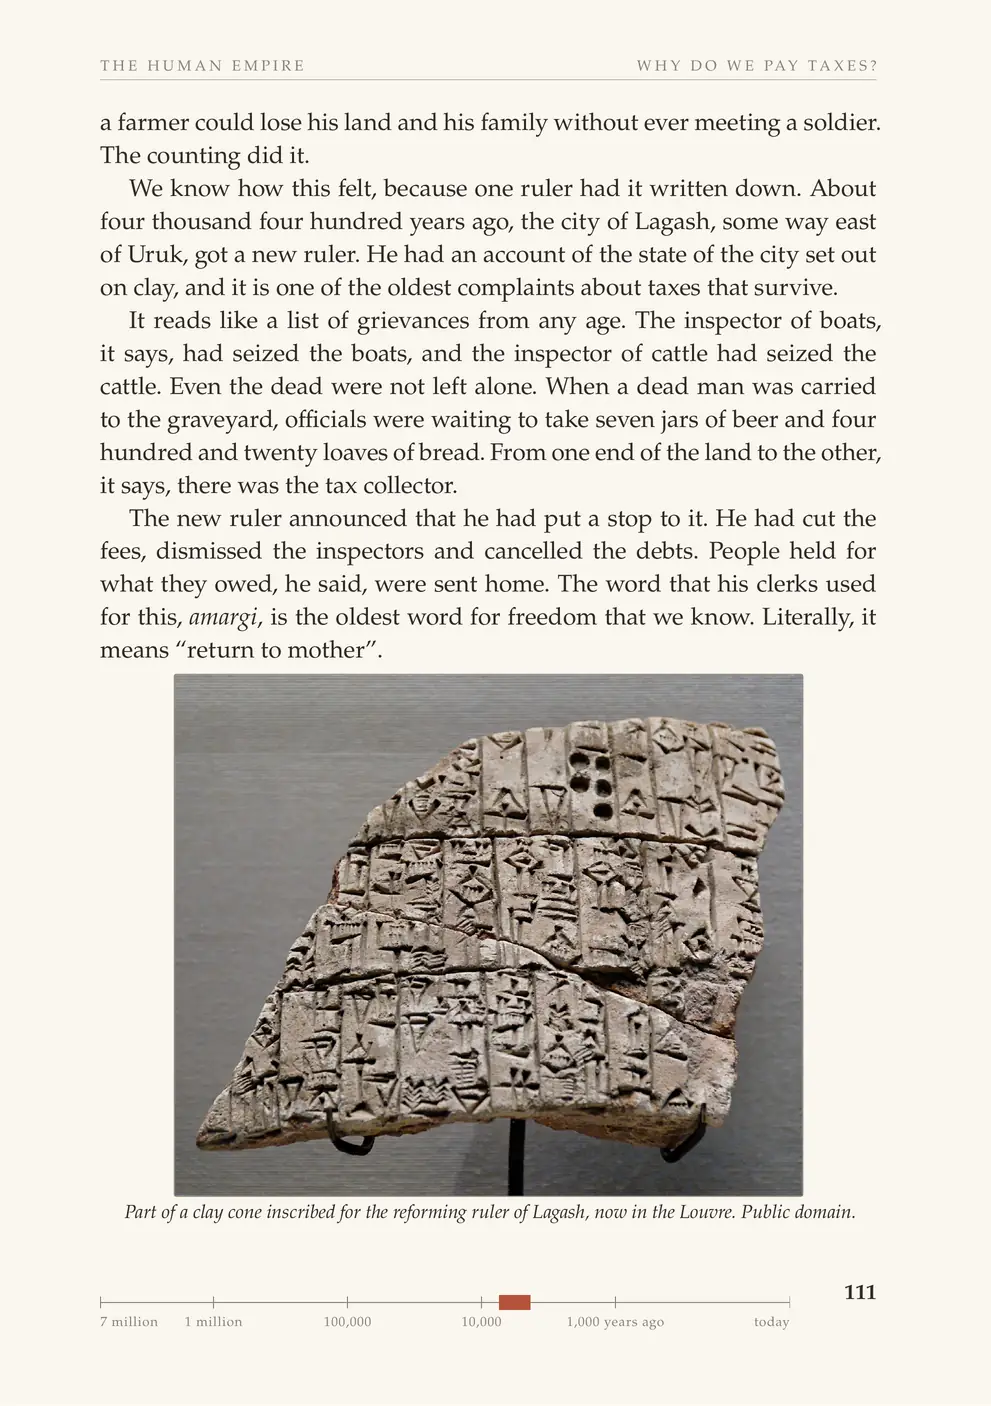 THE HUMAN EMPIRE
WHY DO WE PAY TAXES?
a farmer could lose his land and his family without ever meeting a soldier.
The counting did it.
We know how this felt, because one ruler had it written down. About
four thousand four hundred years ago, the city of Lagash, some way east
of Uruk, got a new ruler. He had an account of the state of the city set out
on clay, and it is one of the oldest complaints about taxes that survive.
It reads like a list of grievances from any age. The inspector of boats,
it says, had seized the boats, and the inspector of cattle had seized the
cattle. Even the dead were not left alone. When a dead man was carried
to the graveyard, officials were waiting to take seven jars of beer and four
hundred and twenty loaves of bread. From one end of the land to the other,
it says, there was the tax collector.
The new ruler announced that he had put a stop to it. He had cut the
fees, dismissed the inspectors and cancelled the debts. People held for
what they owed, he said, were sent home. The word that his clerks used
for this, amargi, is the oldest word for freedom that we know. Literally, it
means “return to mother”.
Part of a clay cone inscribed for the reforming ruler of Lagash, now in the Louvre. Public domain.
111
7 million 1 million 100,000 10,000 1,000 years ago today